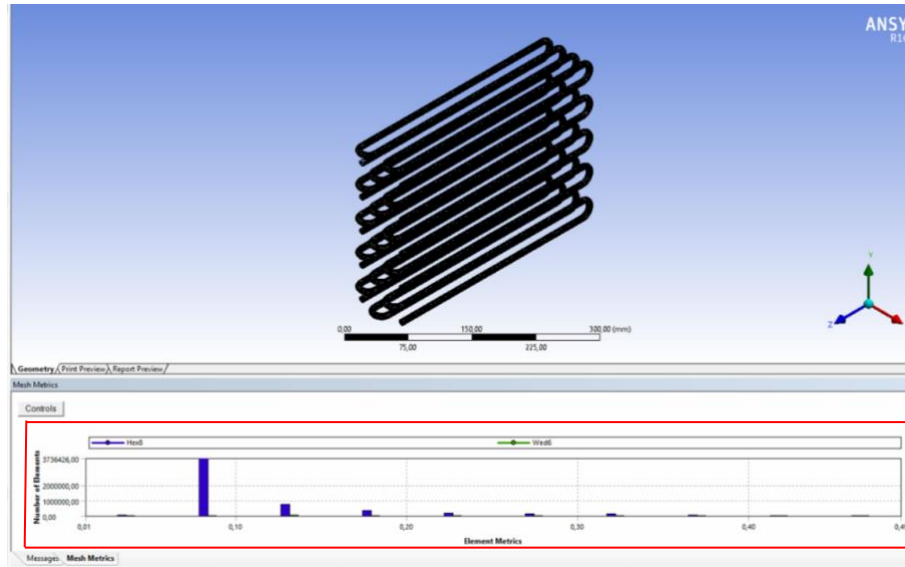 ANSY
R1
Y
Z
0,00 150,00 300,00 (mm)
75,00 225,00
Geometry Print Preview Report Preview
Mesh Metrics
Controls
Hex8 Wed6
Number of Elements
3736426,00
2000000,00
1000000,00
0,00
0,01 0,10 0,20 0,30 0,40
Element Metrics
Messages Mesh Metrics